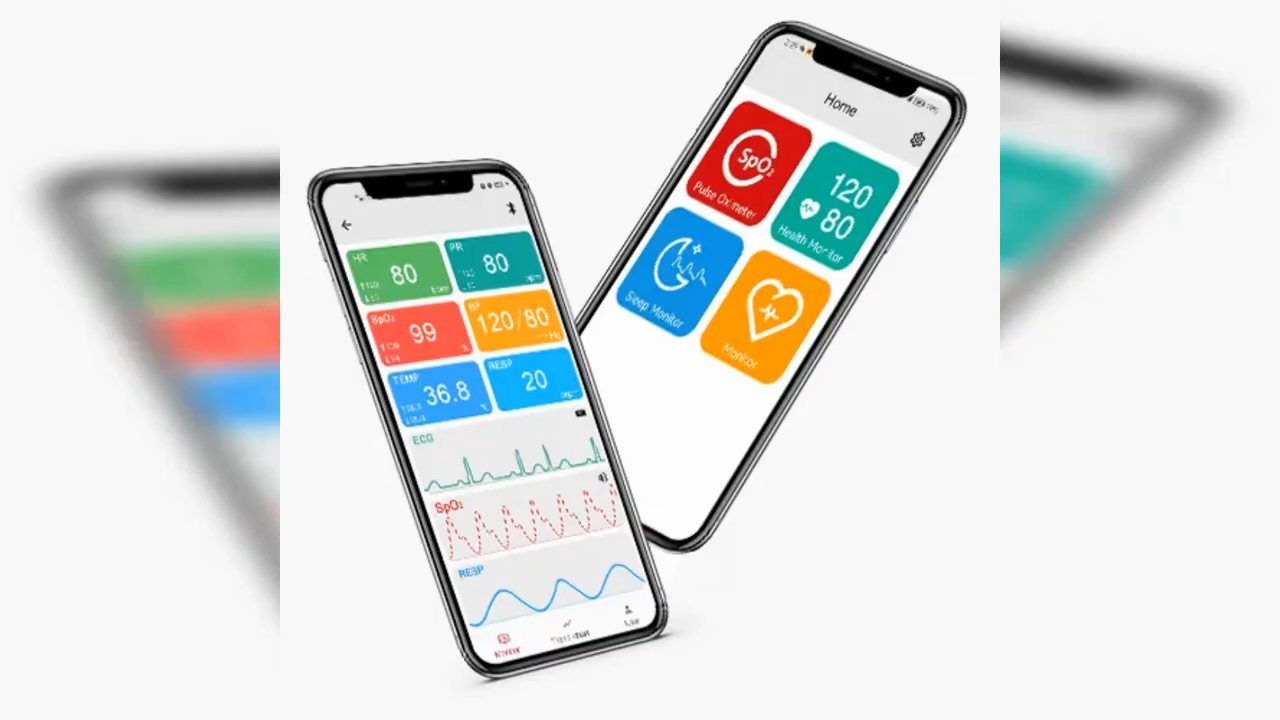 HR
80
PR
80
SpO₂
99
120/80
TEMP
36.8
RESP
20
ECG
SpO₂
RESP
Home
SpO₂
Pulse Oximeter
120
80
Health Monitor
Sleep Monitor
Monitor